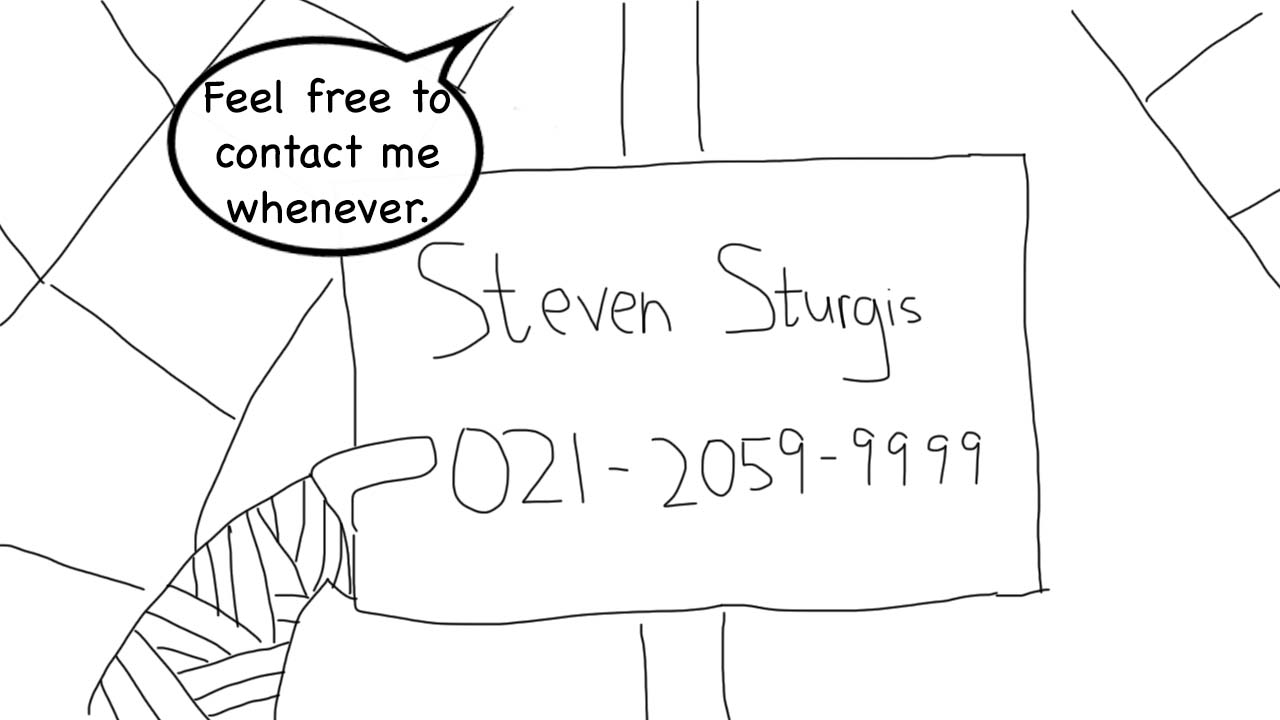 Feel free to
contact me
whenever.
Steven Sturgis
021-2059-9999